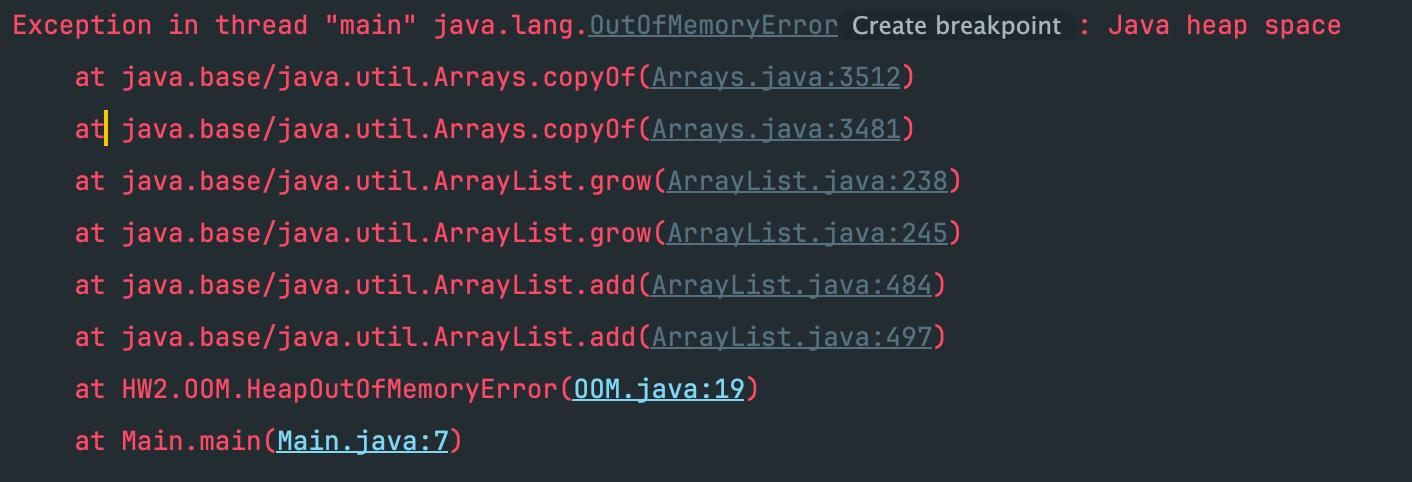 Exception in thread "main" java.lang.OutOfMemoryError Create breakpoint : Java heap space
at java.base/java.util.Arrays.copyOf(Arrays.java:3512)
at java.base/java.util.Arrays.copyOf(Arrays.java:3481)
at java.base/java.util.ArrayList.grow(ArrayList.java:238)
at java.base/java.util.ArrayList.grow(ArrayList.java:245)
at java.base/java.util.ArrayList.add(ArrayList.java:484)
at java.base/java.util.ArrayList.add(ArrayList.java:497)
at HW2.OOM.HeapOutOfMemoryError(OOM.java:19)
at Main.main(Main.java:7)